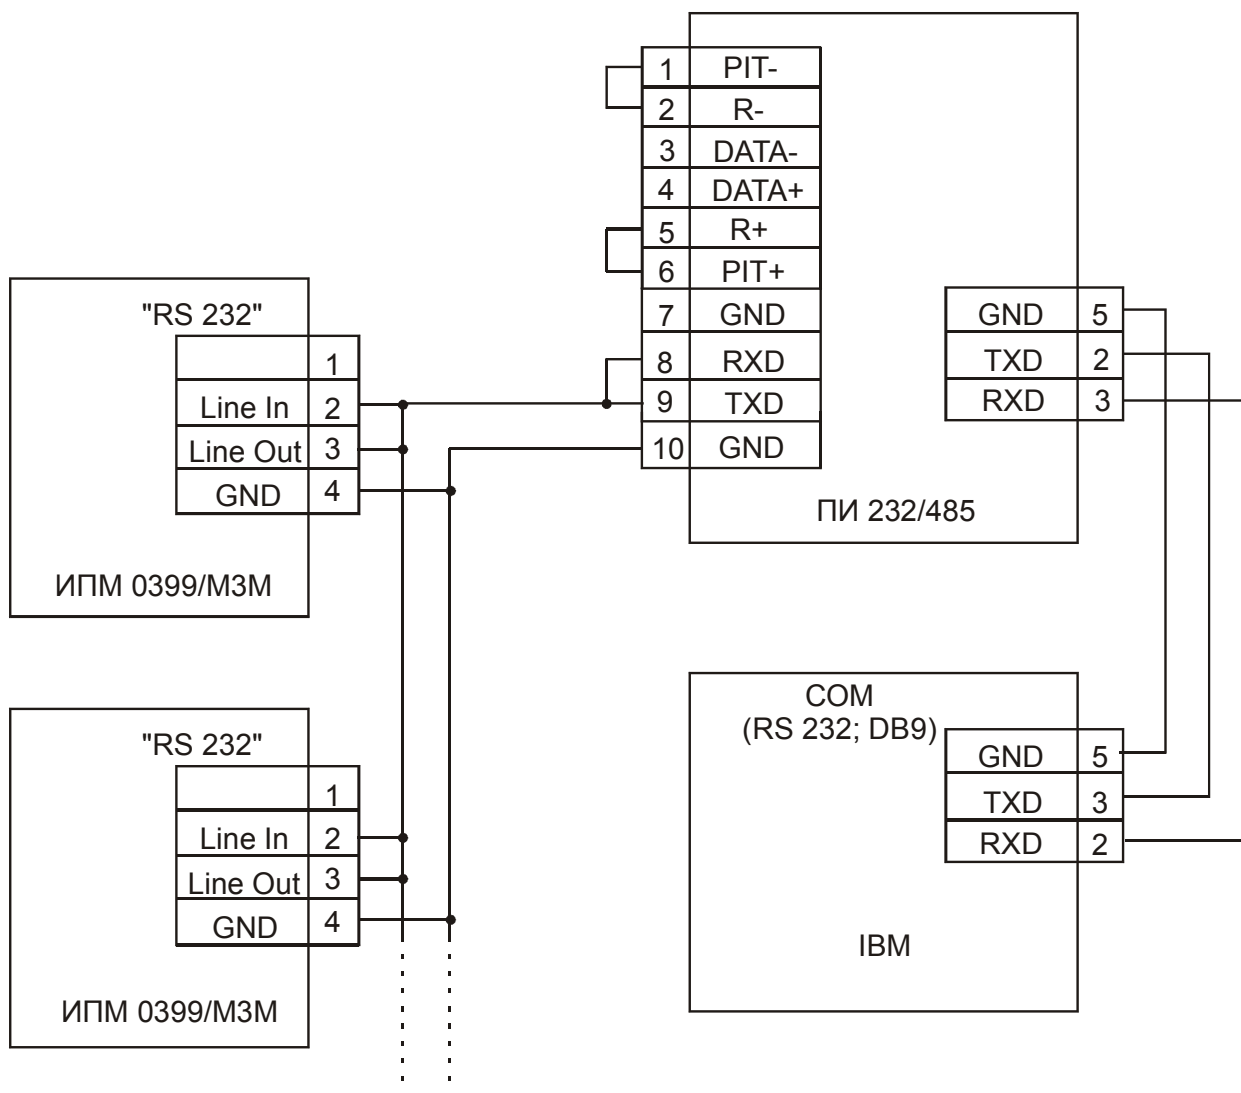 1 PIT-
2 R-
3 DATA-
4 DATA+
5 R+
6 PIT+
7 GND
8 RXD
9 TXD
10 GND
GND 5
TXD 2
RXD 3
ПИ 232/485
"RS 232"
1
Line In 2
Line Out 3
GND 4
ИПМ 0399/М3М
COM
(RS 232; DB9)
GND 5
TXD 3
RXD 2
IBM
"RS 232"
1
Line In 2
Line Out 3
GND 4
ИПМ 0399/М3М